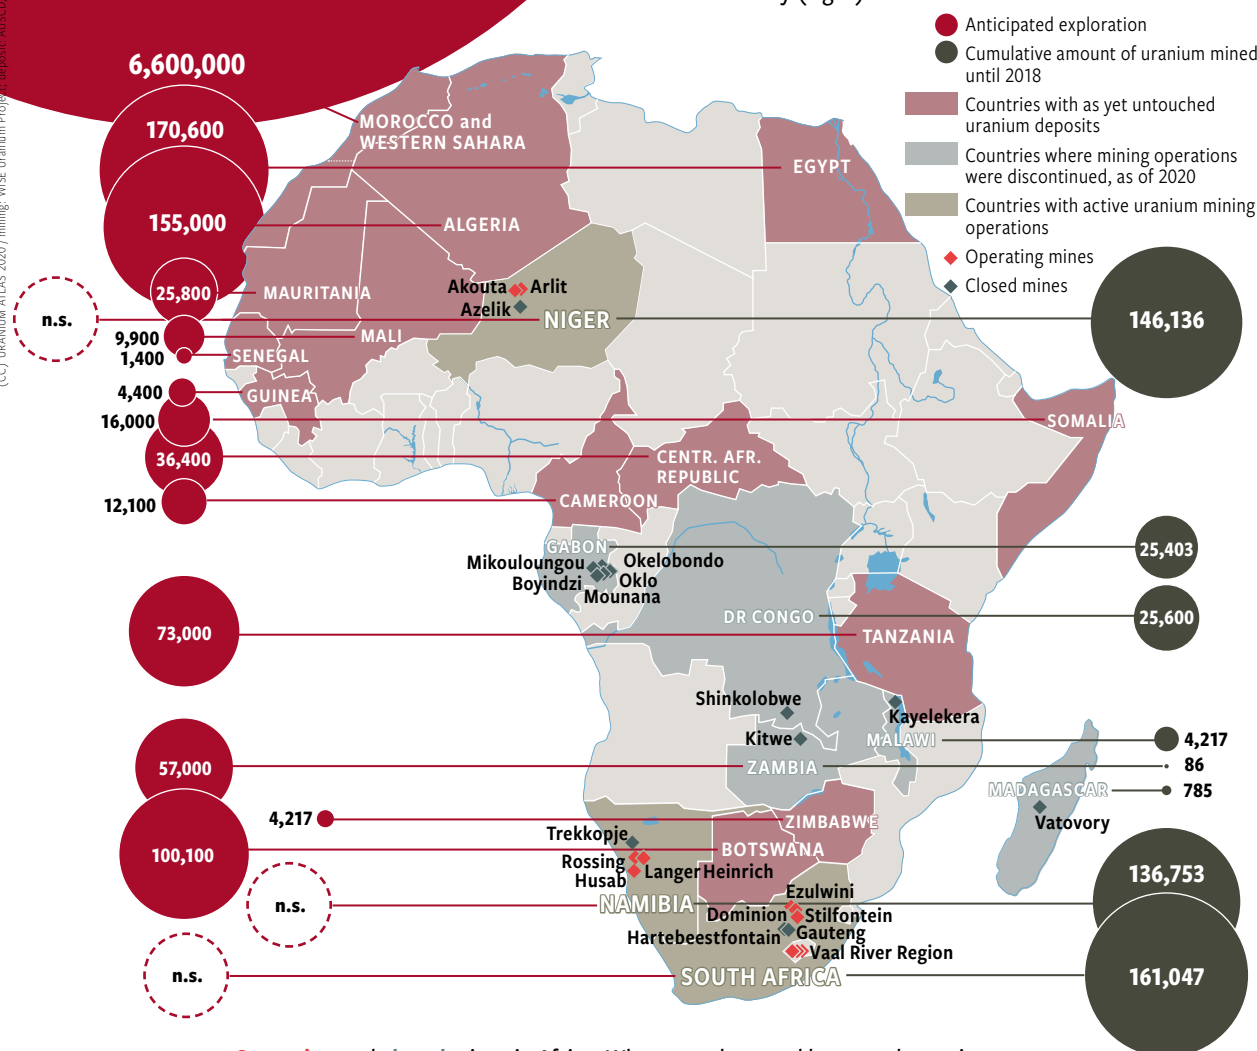 Anticipated exploration
Cumulative amount of uranium mined
until 2018
Countries with as yet untouched
uranium deposits
Countries where mining operations
were discontinued, as of 2020
Countries with active uranium mining
operations
Operating mines
Closed mines
6,600,000
MOROCCO and
WESTERN SAHARA
170,600
EGYPT
155,000
ALGERIA
25,800
MAURITANIA
Akouta
Arlit
Azelik
n.s.
NIGER
146,136
9,900
MALI
1,400
SENEGAL
4,400
GUINEA
16,000
SOMALIA
36,400
CENTR. AFR.
REPUBLIC
12,100
CAMEROON
GABON
25,403
Mikouloungou
Okelobondo
Boyindzi
Oklo
Mounana
DR CONGO
25,600
73,000
TANZANIA
Shinkolobwe
Kayelekera
Kitwe
MALAWI
4,217
57,000
ZAMBIA
86
MADAGASCAR
785
Vatovory
4,217
ZIMBABWE
Trekkopje
100,100
BOTSWANA
Rossing
Langer Heinrich
Husab
136,753
n.s.
NAMIBIA
Ezulwini
Dominion
Stilfontein
Hartebeestfontain
Gauteng
Vaal River Region
n.s.
SOUTH AFRICA
161,047